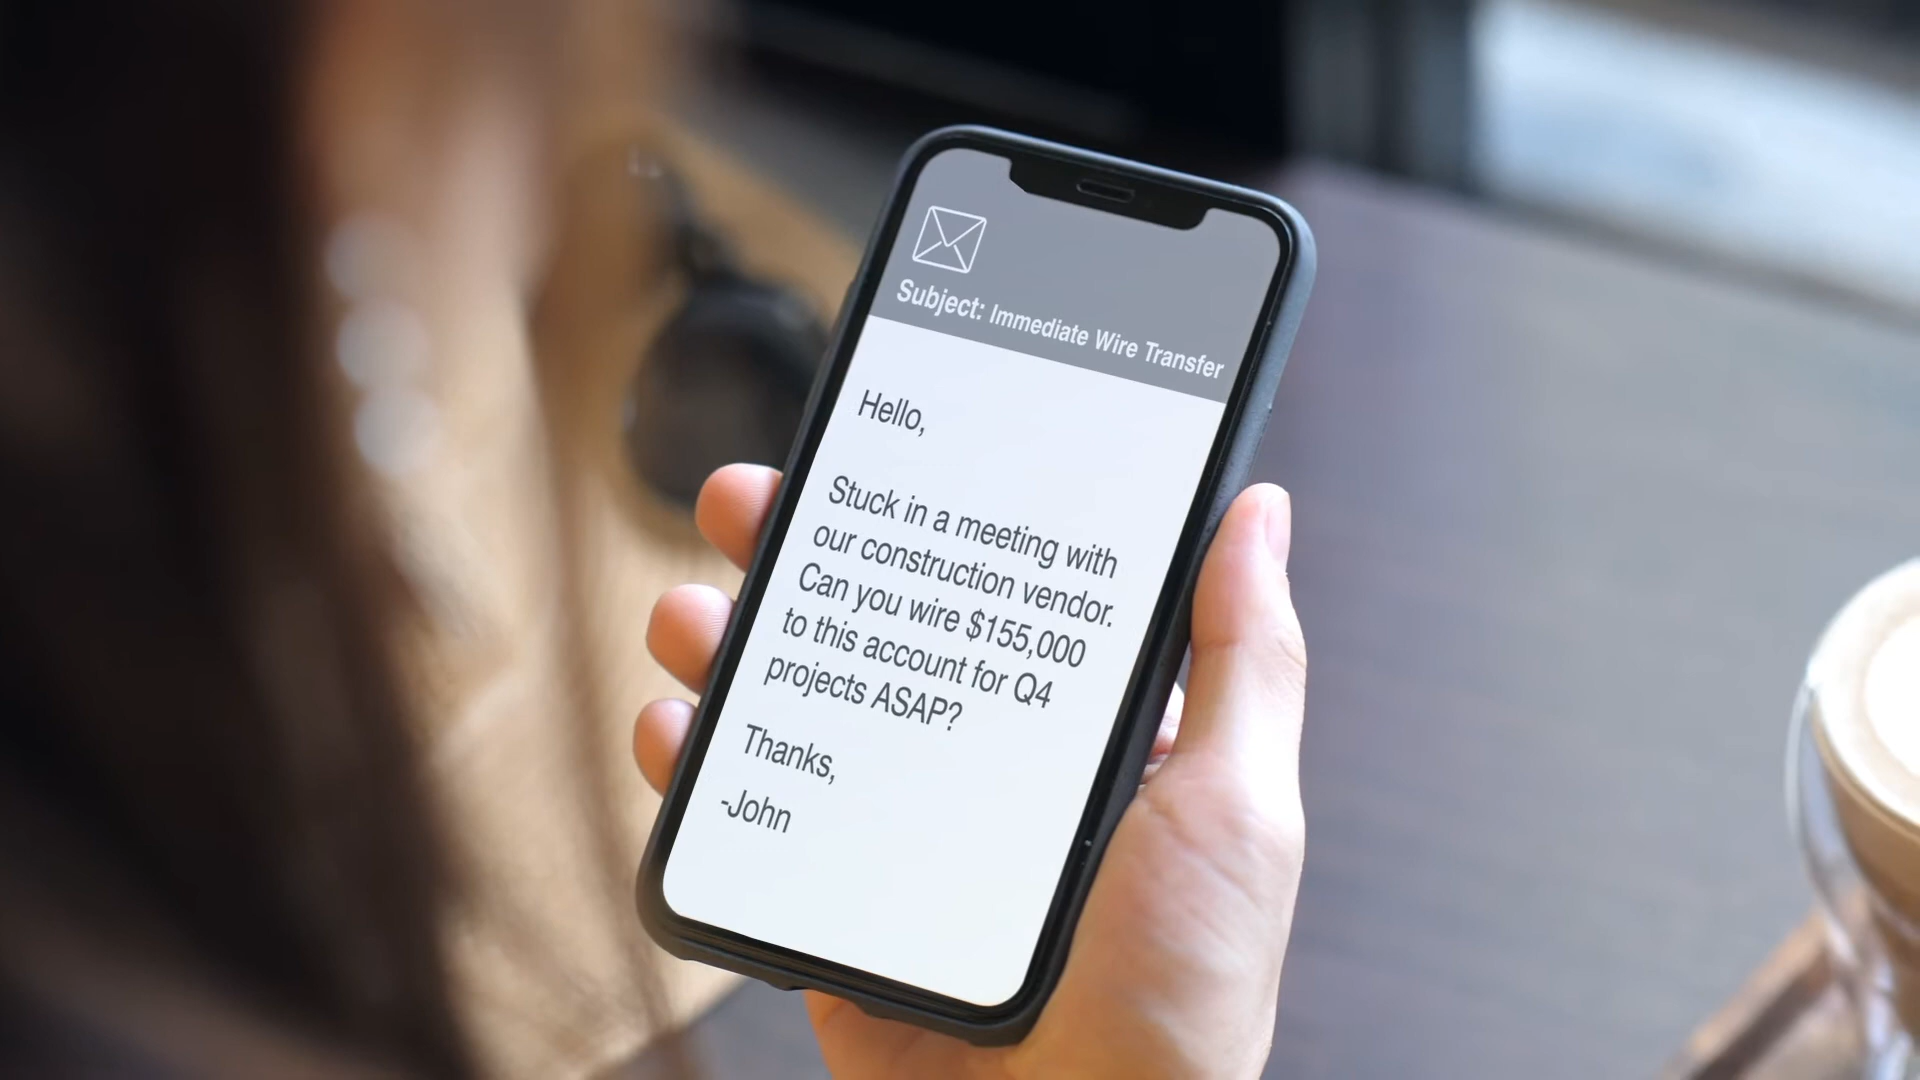 Subject: Immediate Wire Transfer
Hello,
Stuck in a meeting with
our construction vendor.
Can you wire $155,000
to this account for Q4
projects ASAP?
Thanks,
-John